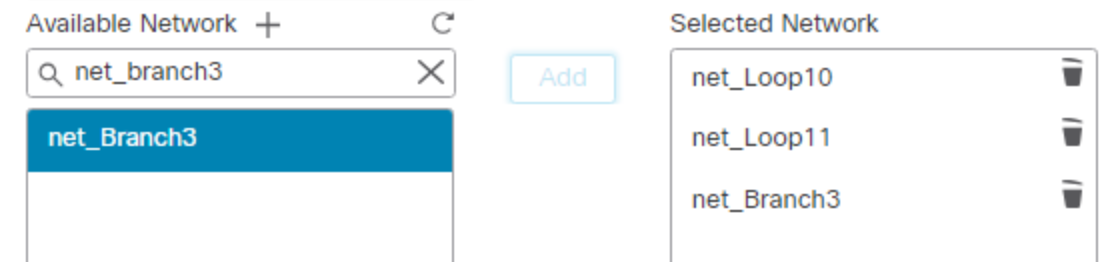 Available Network
net_branch3
net_Branch3
Add
Selected Network
net_Loop10
net_Loop11
net_Branch3